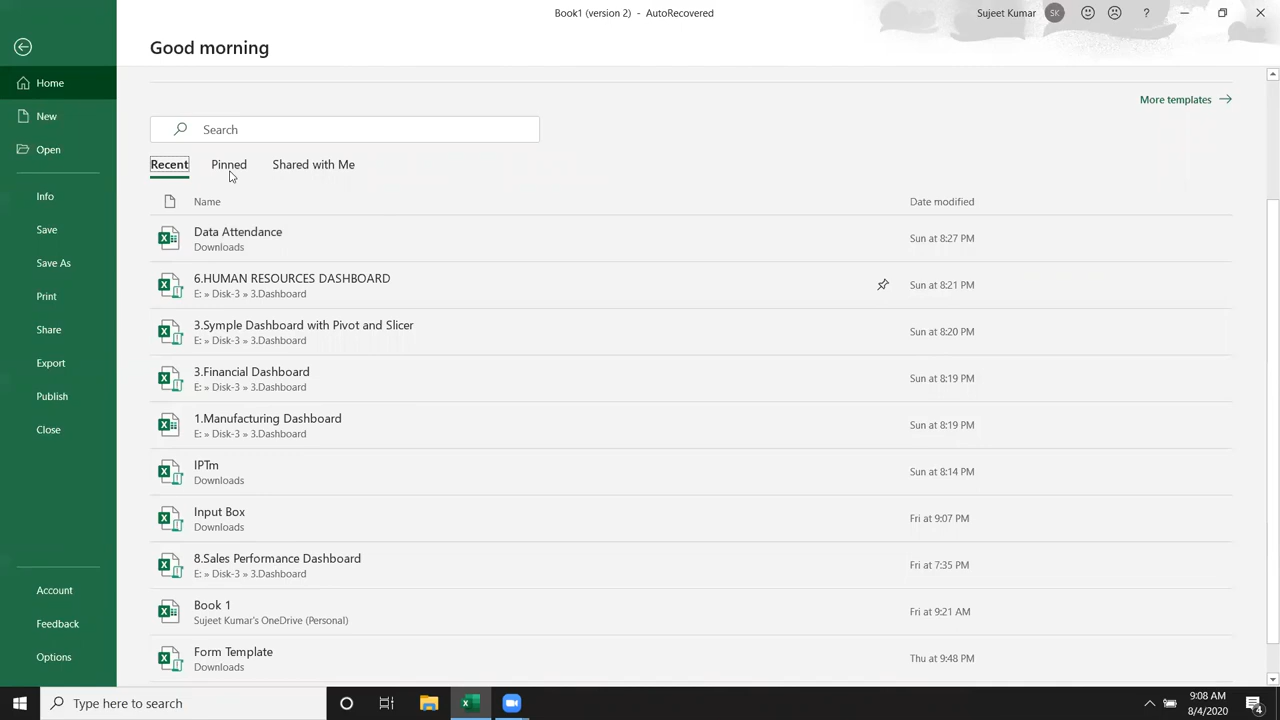 Book1 (version 2) - AutoRecovered
Sujeet Kumar SK ?
Good morning
Home
New
Open
Info
Save
Save As
Print
Share
Export
Publish
Close
Account
Feedback
Options
More templates
Search
Recent Pinned Shared with Me
Name Date modified
Data Attendance Sun at 8:27 PM
Downloads
6.HUMAN RESOURCES DASHBOARD Sun at 8:21 PM
E: » Disk-3 » 3.Dashboard
3.Symple Dashboard with Pivot and Slicer Sun at 8:20 PM
E: » Disk-3 » 3.Dashboard
3.Financial Dashboard Sun at 8:19 PM
E: » Disk-3 » 3.Dashboard
1.Manufacturing Dashboard Sun at 8:19 PM
E: » Disk-3 » 3.Dashboard
IPTm Sun at 8:14 PM
Downloads
Input Box Fri at 9:07 PM
Downloads
8.Sales Performance Dashboard Fri at 7:35 PM
E: » Disk-3 » 3.Dashboard
Book 1 Fri at 9:21 AM
Sujeet Kumar's OneDrive (Personal)
Form Template Thu at 9:48 PM
Downloads
Type here to search
9:08 AM
8/4/2020
4